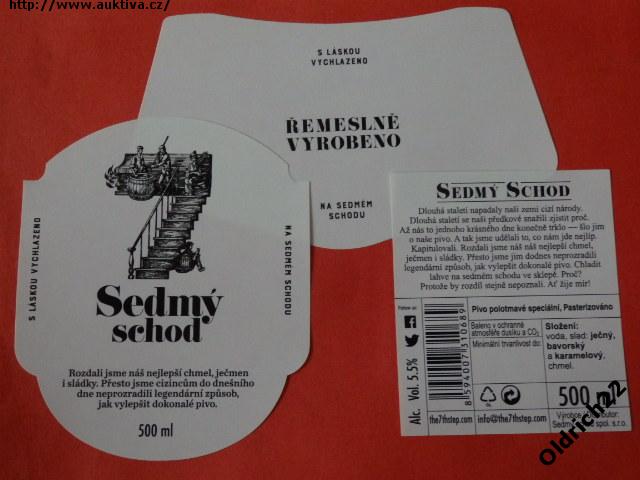 http://www.auktiva.cz/
S LÁSKOU
VYCHLAZENO
ŘEMESLNĚ
VYROBENO
NA SEDMÉM
SCHODU
S LÁSKOU VYCHLAZENO
NA SEDMÉM SCHODU
Sedmý
schod
Rozdali jsme náš nejlepší chmel, ječmen
i sládky. Přesto jsme cizincům do dnešního
dne neprozradili legendární způsob,
jak vylepšit dokonalé pivo.
500 ml
SEDMÝ SCHOD
Dlouhá staletí napadaly naši zemi cizí národy.
Dlouhá staletí se naši předkové snažili zjistit proč.
Až nás to jednoho krásného dne konečně trklo — šlo jim
o naše pivo. A tak jsme udělali to, co nám jde nejlíp.
Kapitulovali. Rozdali jsme náš nejlepší chmel,
ječmen i sládky. Přesto jsme jim dodnes neprozradili
legendární způsob, jak vylepšit dokonalé pivo. Chladit
lahve na sedmém schodu ve sklepě. Proč?
Protože by rozdíl stejně nepoznali. Ať žije mír!
Follow us
Alc. Vol. 5.5%
8594007310689
Pivo polotmavé speciální, Pasterizováno
Baleno v ochranné
atmosféře dusíku a CO₂
Minimální trvanlivost do:
Složení:
voda, slad: ječný,
bavorský
a karamelový,
chmel.
500 ml
the7thstep.com
info@the7thstep.com
Výrobce
Sedmý spol. s.r.o.
Oldrich22